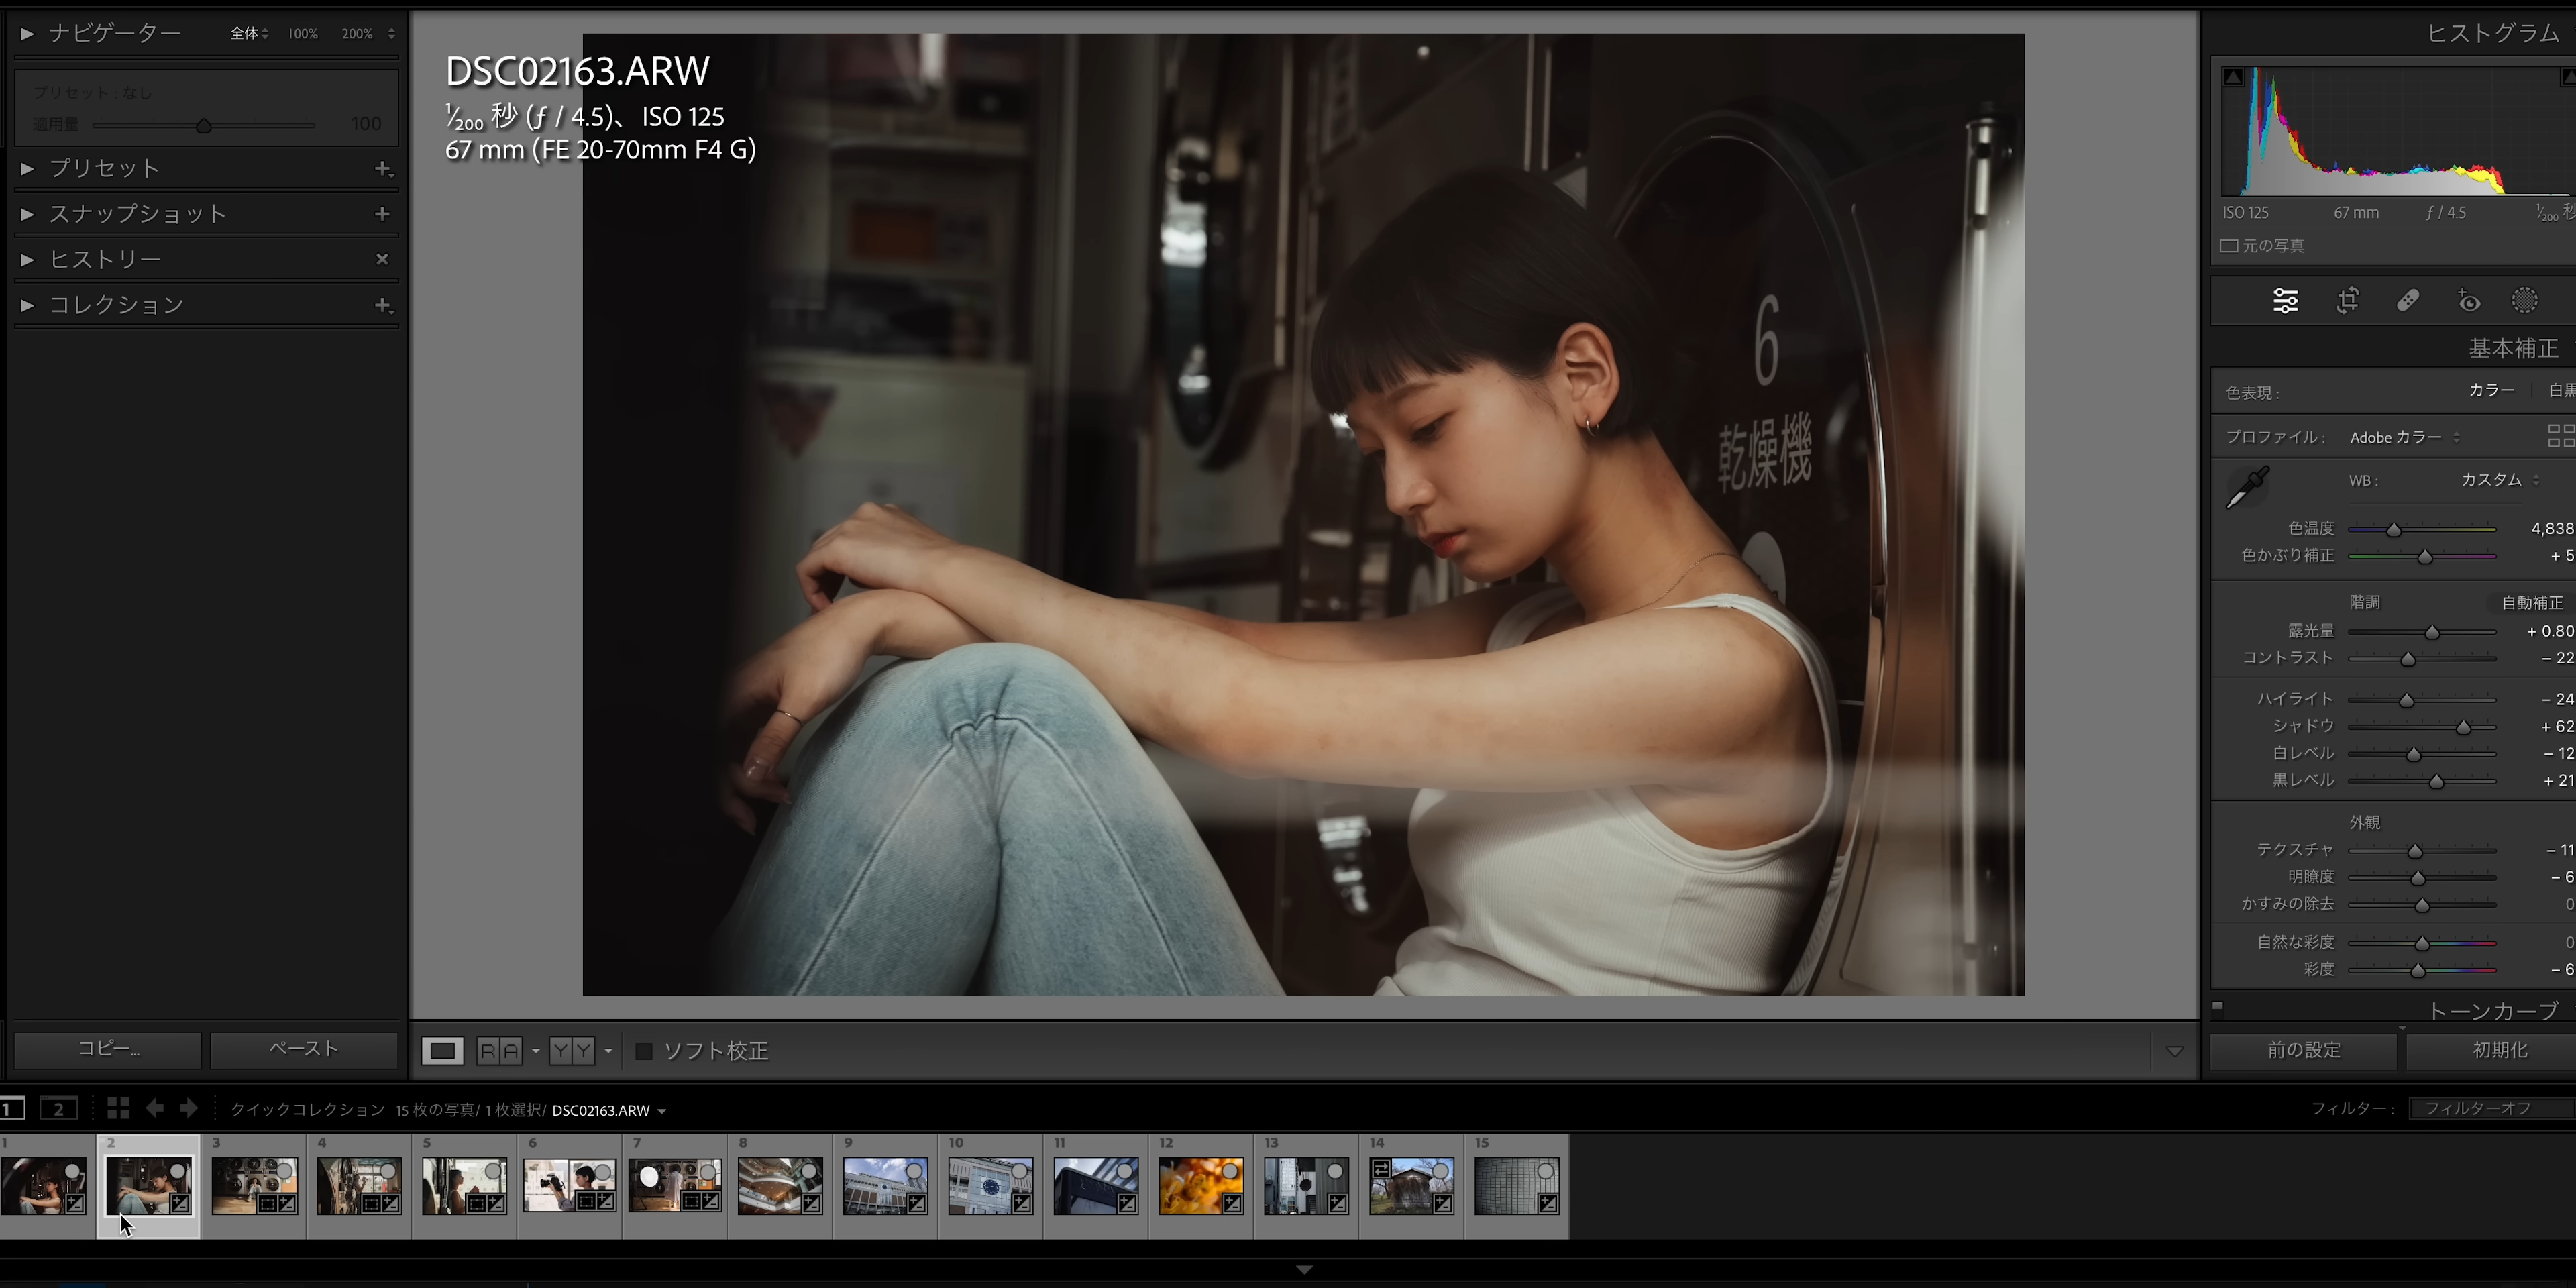 ナビゲーター 全体 100% 200%
プリセット : なし
適用量 100
プリセット
スナップショット
ヒストリー
コレクション
コピー... ペースト
DSC02163.ARW
1/200 秒 (ƒ / 4.5)、ISO 125
67 mm (FE 20-70mm F4 G)
6
乾燥機
RA YY ソフト校正
ヒストグラム
ISO 125 67 mm ƒ / 4.5 1/200 秒
元の写真
基本補正
色表現 : カラー 白黒
プロファイル : Adobe カラー
WB : カスタム
色温度 4,838
色かぶり補正 + 5
階調 自動補正
露光量 + 0.80
コントラスト − 22
ハイライト − 24
シャドウ + 62
白レベル − 12
黒レベル + 21
外観
テクスチャ − 11
明瞭度 − 6
かすみの除去 0
自然な彩度 0
彩度 − 6
トーンカーブ
前の設定 初期化
1 2 クイックコレクション 15 枚の写真/ 1 枚選択/ DSC02163.ARW フィルター : フィルターオフ
1 2 3 4 5 6 7 8 9 10 11 12 13 14 15